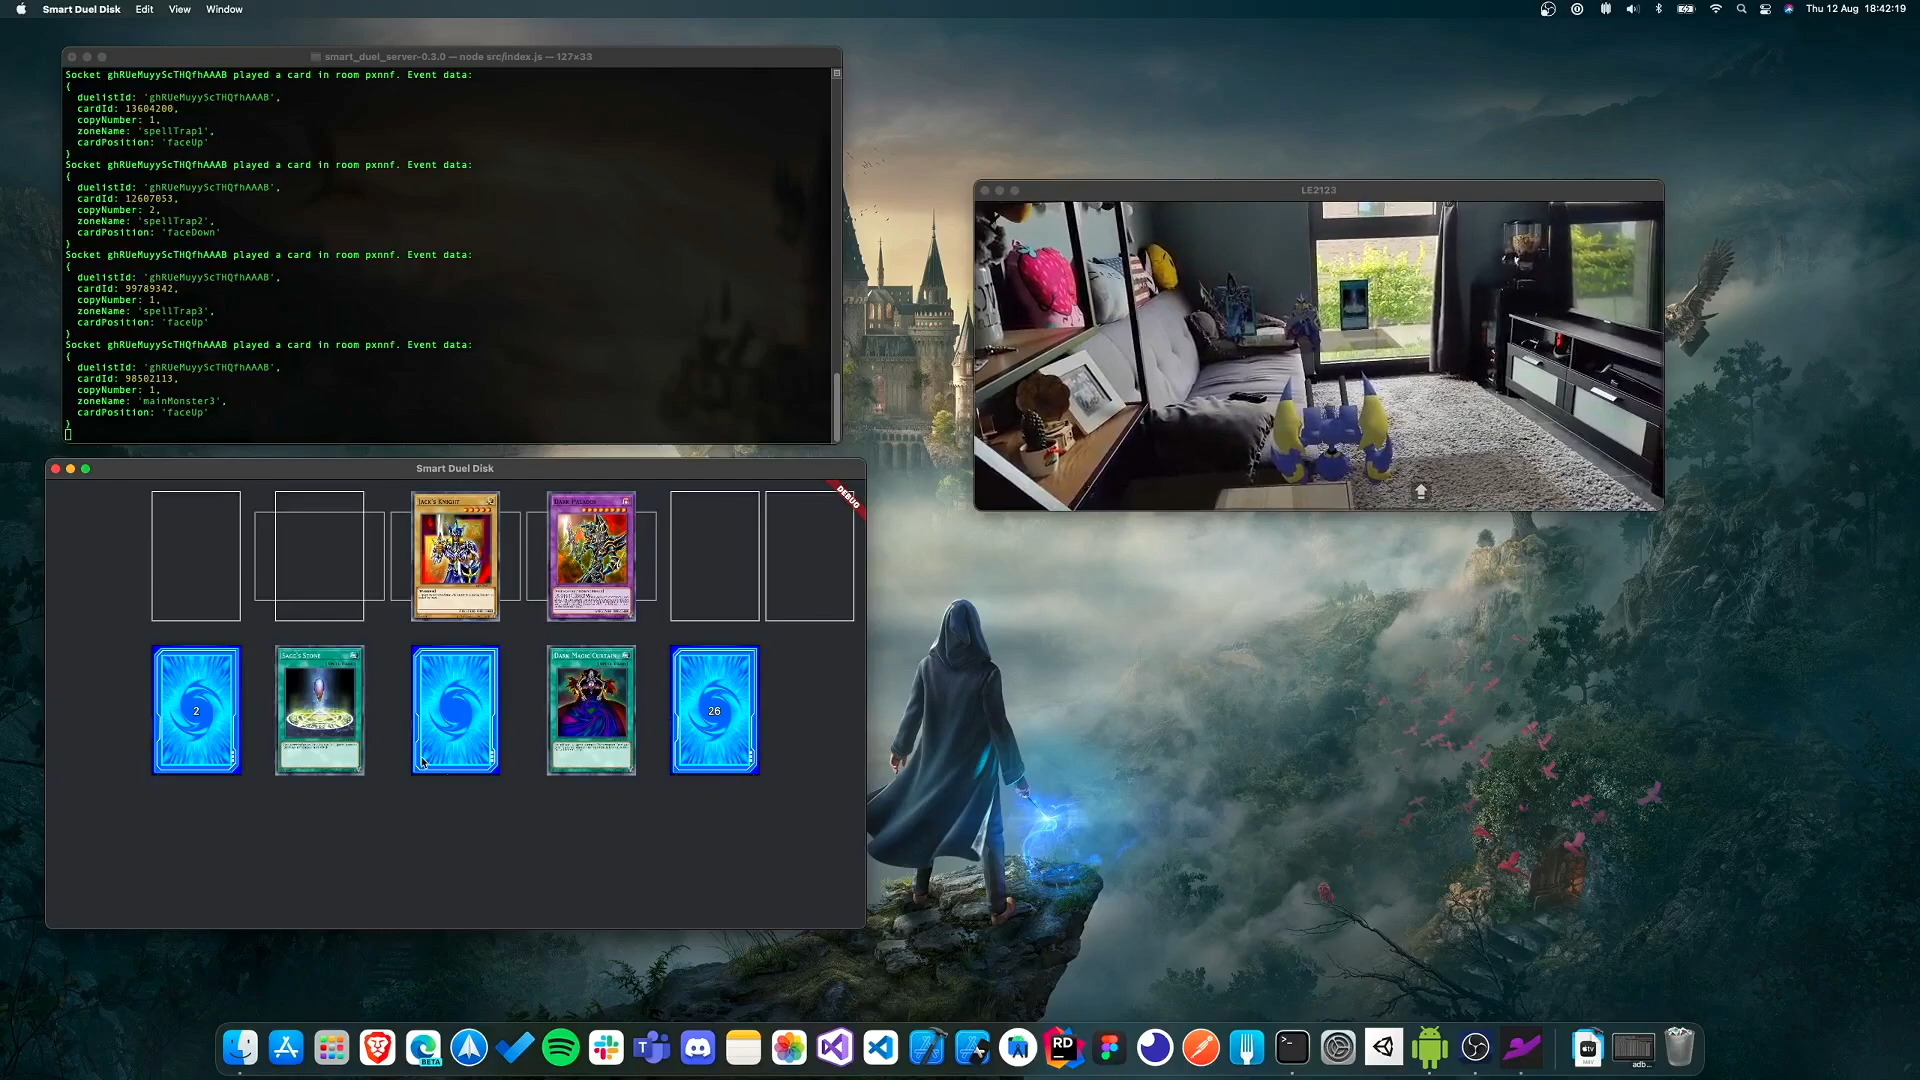 Smart Duel Disk Edit View Window
Thu 12 Aug 18:42:19
smart_duel_server-0.3.0 — node src/index.js — 127×33
Socket ghRUeMuyyScTHQfhAAAB played a card in room pxnnf. Event data:
{
duelistId: 'ghRUeMuyyScTHQfhAAAB',
cardId: 13604200,
copyNumber: 1,
zoneName: 'spellTrap1',
cardPosition: 'faceUp'
}
Socket ghRUeMuyyScTHQfhAAAB played a card in room pxnnf. Event data:
{
duelistId: 'ghRUeMuyyScTHQfhAAAB',
cardId: 12607053,
copyNumber: 2,
zoneName: 'spellTrap2',
cardPosition: 'faceDown'
}
Socket ghRUeMuyyScTHQfhAAAB played a card in room pxnnf. Event data:
{
duelistId: 'ghRUeMuyyScTHQfhAAAB',
cardId: 99789342,
copyNumber: 1,
zoneName: 'spellTrap3',
cardPosition: 'faceUp'
}
Socket ghRUeMuyyScTHQfhAAAB played a card in room pxnnf. Event data:
{
duelistId: 'ghRUeMuyyScTHQfhAAAB',
cardId: 98502113,
copyNumber: 1,
zoneName: 'mainMonster3',
cardPosition: 'faceUp'
}
LE2123
Smart Duel Disk
DEBUG
Jack's Knight
Dark Paladin
2
Sage's Stone
Dark Magic Curtain
26
BETA
T
RD
>_
tv
adb...